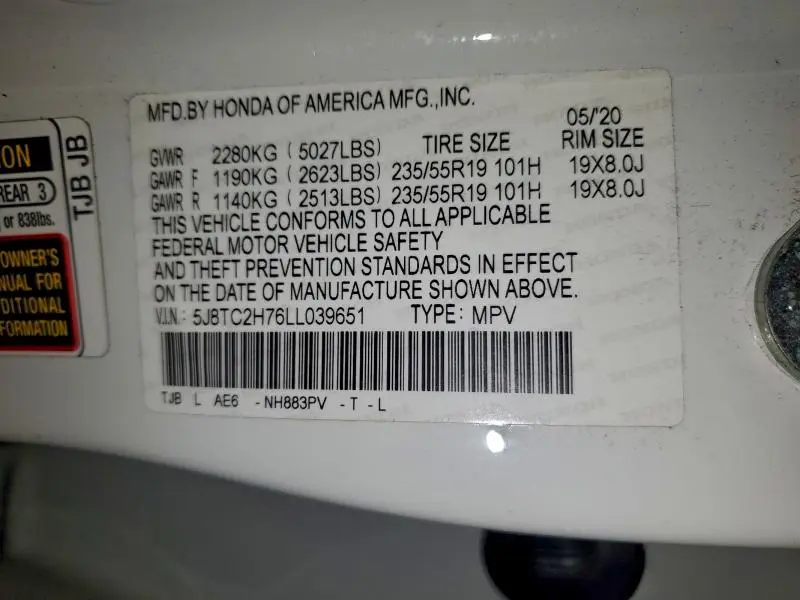 MFD.BY HONDA OF AMERICA MFG.,INC.
05/'20
GVWR 2280KG ( 5027LBS) TIRE SIZE RIM SIZE
GAWR F 1190KG ( 2623LBS) 235/55R19 101H 19X8.0J
GAWR R 1140KG ( 2513LBS) 235/55R19 101H 19X8.0J
THIS VEHICLE CONFORMS TO ALL APPLICABLE
FEDERAL MOTOR VEHICLE SAFETY
AND THEFT PREVENTION STANDARDS IN EFFECT
ON THE DATE OF MANUFACTURE SHOWN ABOVE.
V.I.N.: 5J8TC2H76LL039651 TYPE: MPV
TJB L AE6 -NH883PV -T -L
ION
REAR 3
or 838lbs.
TJB JB
OWNER'S
NUAL FOR
DITIONAL
FORMATION